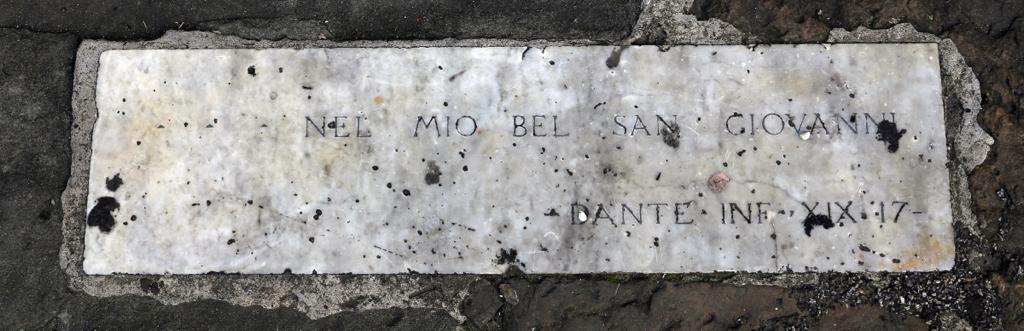 . . . NEL MIO BEL SAN GIOVANNI,
- DANTE · INF · XIX · 17 -